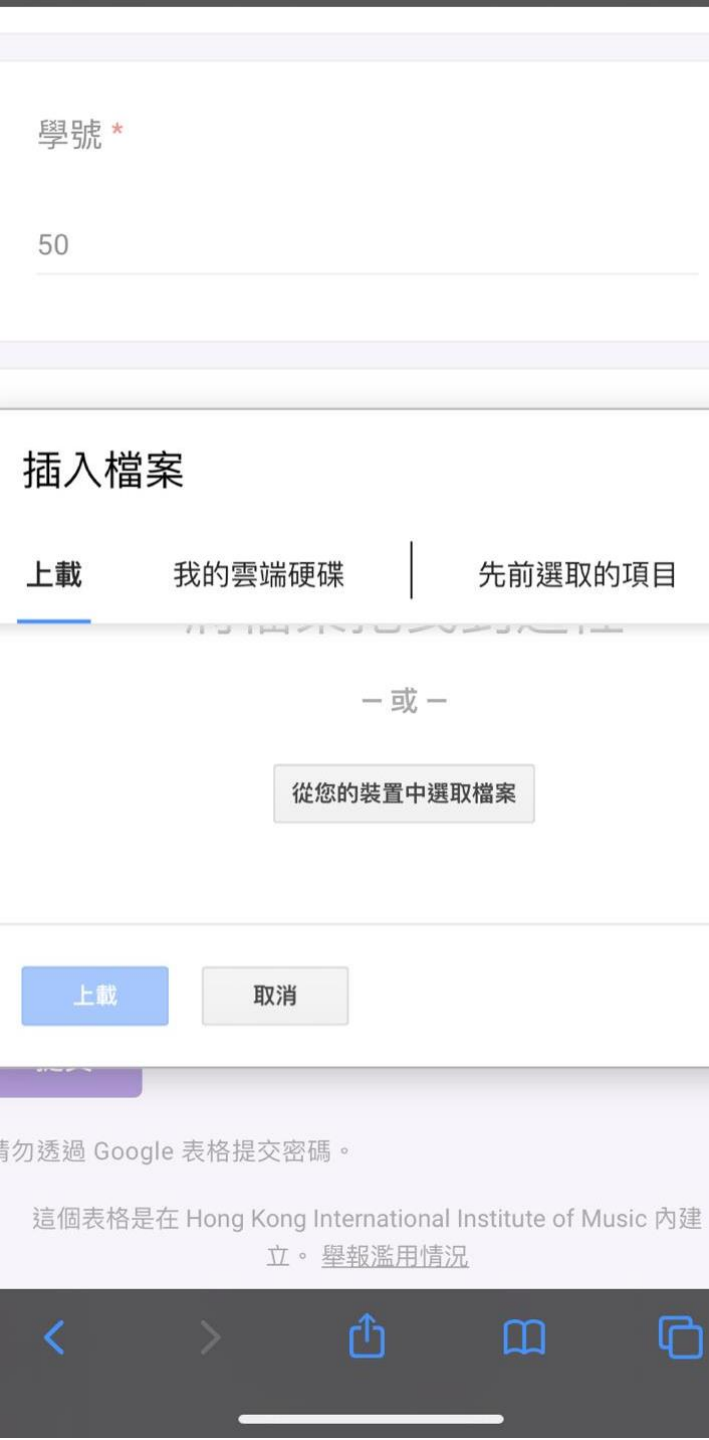 學號 *
50
插入檔案
上載
我的雲端硬碟
先前選取的項目
— 或 —
從您的裝置中選取檔案
上載
取消
請勿透過 Google 表格提交密碼。
這個表格是在 Hong Kong International Institute of Music 內建
立。 舉報濫用情況